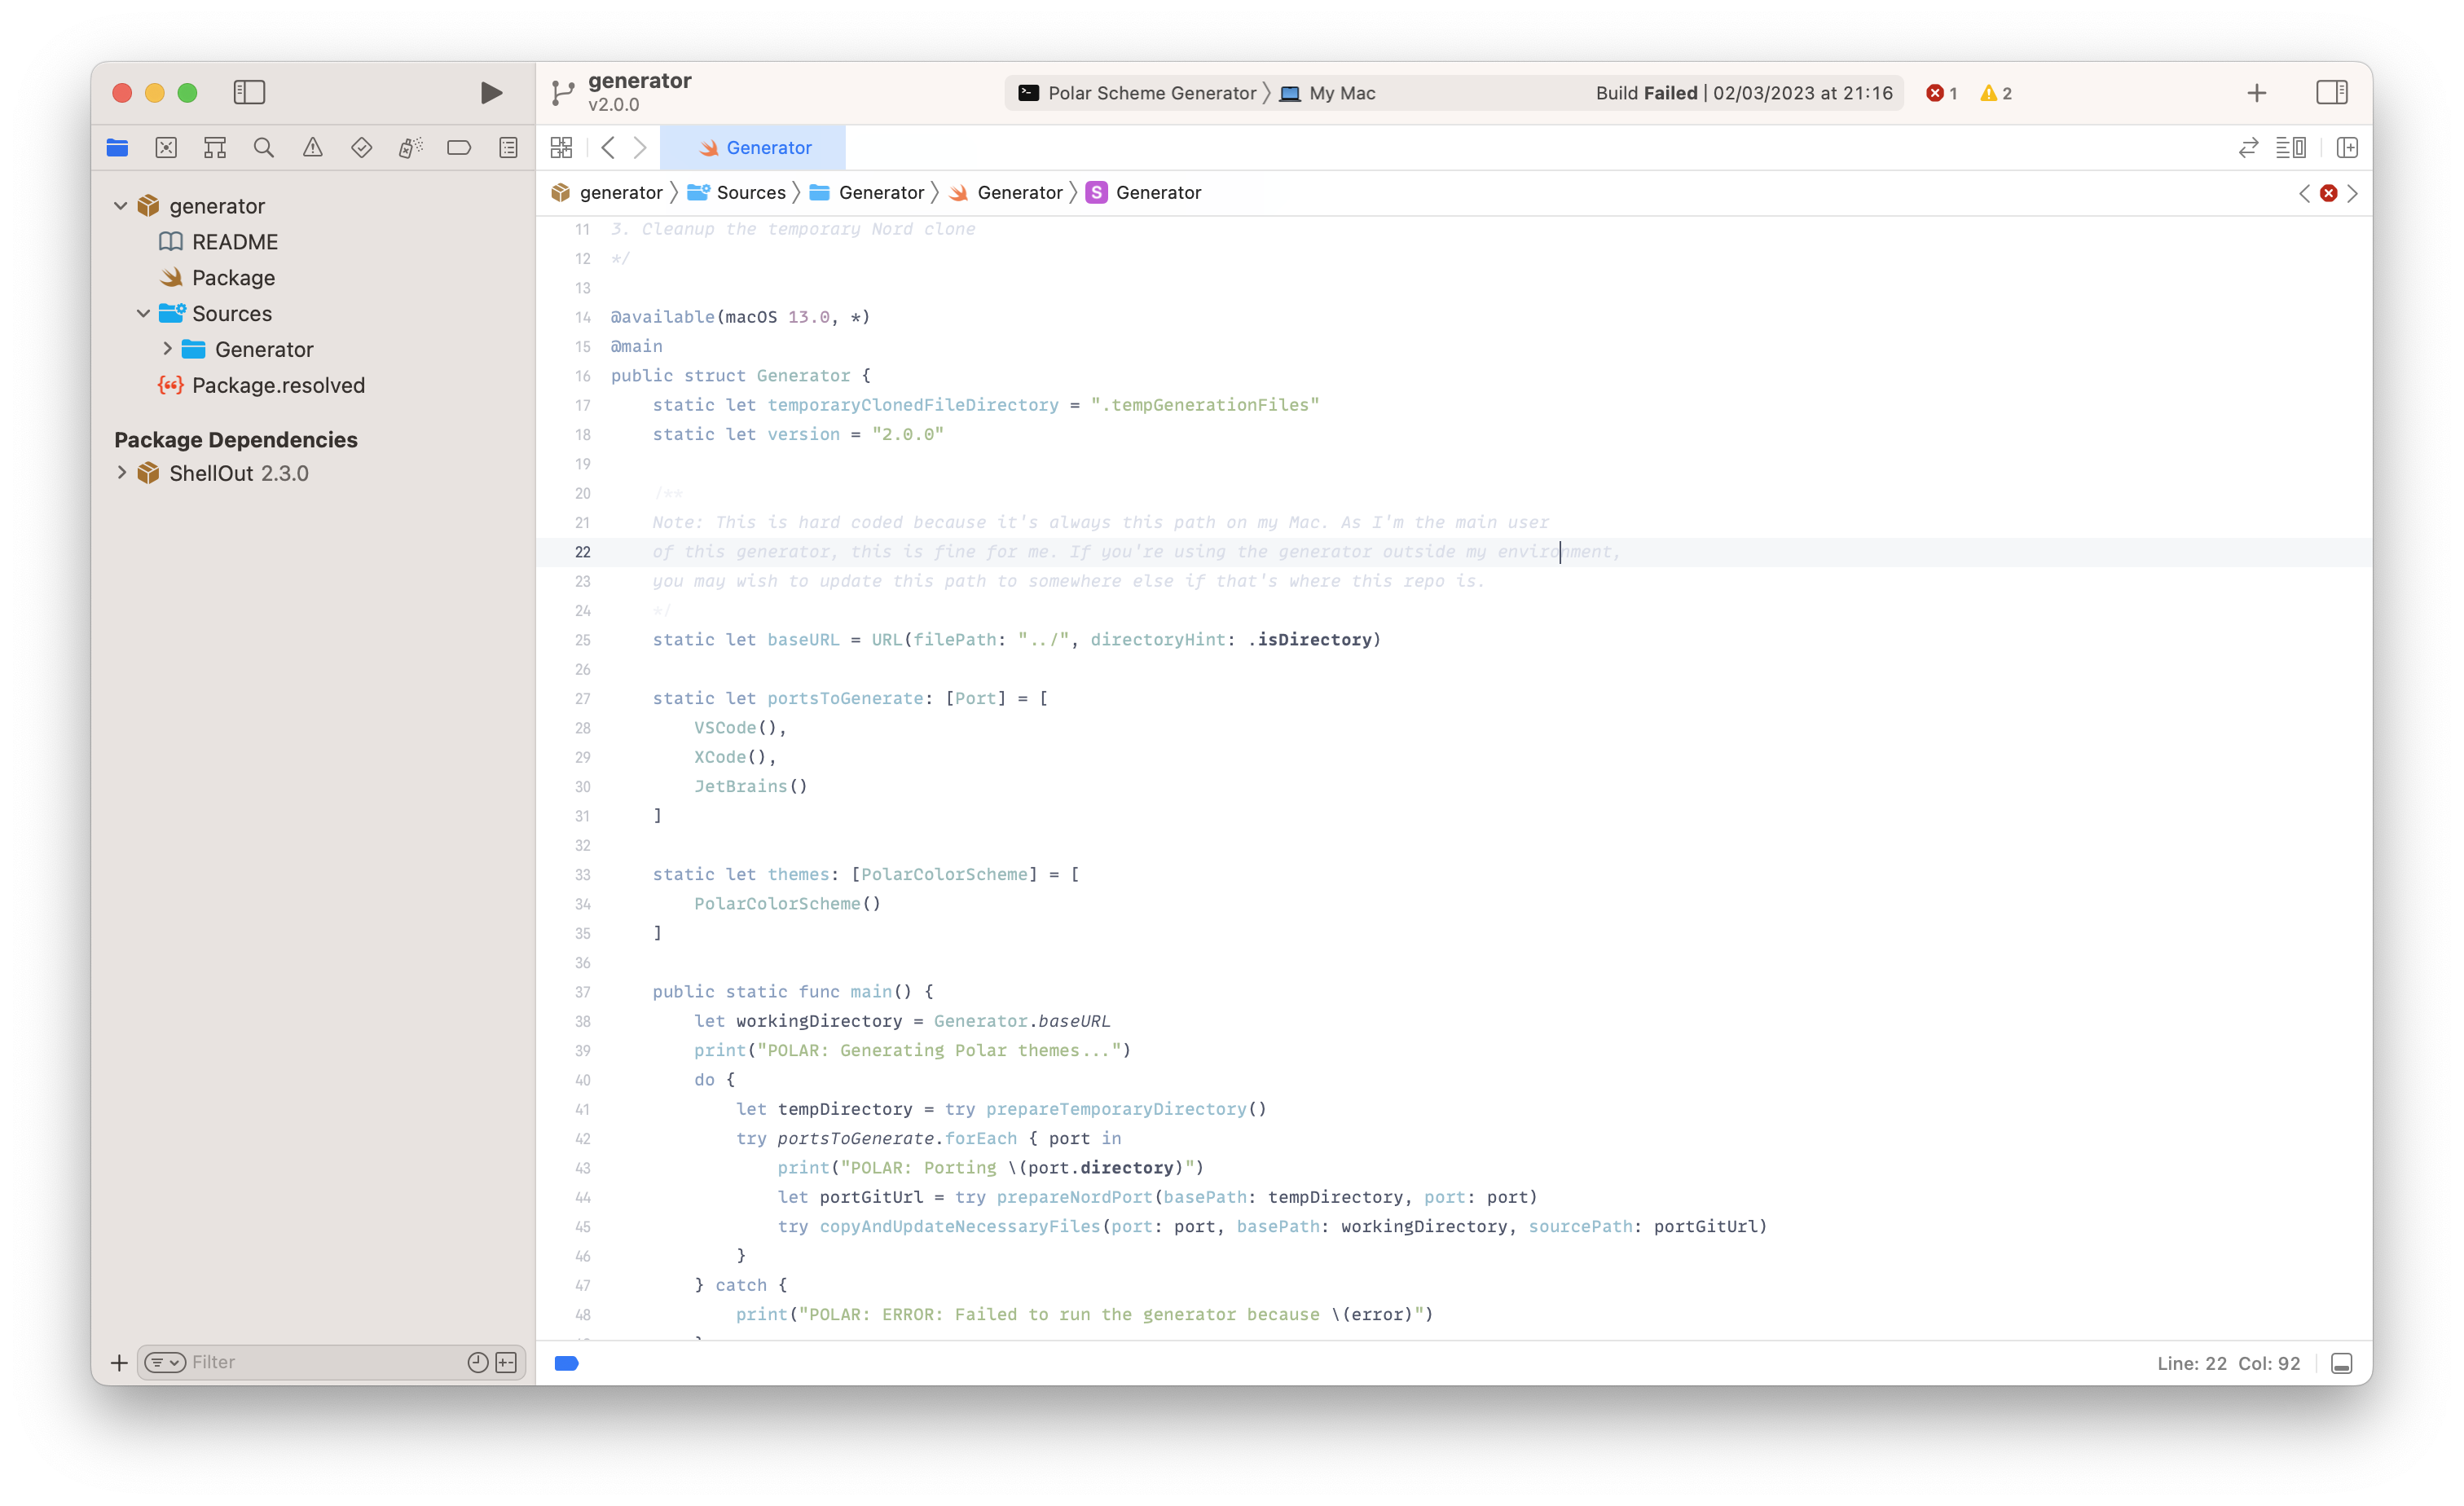 generator
v2.0.0
Polar Scheme Generator
My Mac
Build Failed | 02/03/2023 at 21:16
1
2
Generator
generator
Sources
Generator
Generator
S
Generator
generator
README
Package
Sources
Generator
Package.resolved
Package Dependencies
ShellOut 2.3.0
Filter
11 3. Cleanup the temporary Nord clone
12 */
13
14 @available(macOS 13.0, *)
15 @main
16 public struct Generator {
17 static let temporaryClonedFileDirectory = ".tempGenerationFiles"
18 static let version = "2.0.0"
19
20 /**
21 Note: This is hard coded because it's always this path on my Mac. As I'm the main user
22 of this generator, this is fine for me. If you're using the generator outside my environment,
23 you may wish to update this path to somewhere else if that's where this repo is.
24 */
25 static let baseURL = URL(filePath: "../", directoryHint: .isDirectory)
26
27 static let portsToGenerate: [Port] = [
28 VSCode(),
29 XCode(),
30 JetBrains()
31 ]
32
33 static let themes: [PolarColorScheme] = [
34 PolarColorScheme()
35 ]
36
37 public static func main() {
38 let workingDirectory = Generator.baseURL
39 print("POLAR: Generating Polar themes...")
40 do {
41 let tempDirectory = try prepareTemporaryDirectory()
42 try portsToGenerate.forEach { port in
43 print("POLAR: Porting \(port.directory)")
44 let portGitUrl = try prepareNordPort(basePath: tempDirectory, port: port)
45 try copyAndUpdateNecessaryFiles(port: port, basePath: workingDirectory, sourcePath: portGitUrl)
46 }
47 } catch {
48 print("POLAR: ERROR: Failed to run the generator because \(error)")
Line: 22 Col: 92